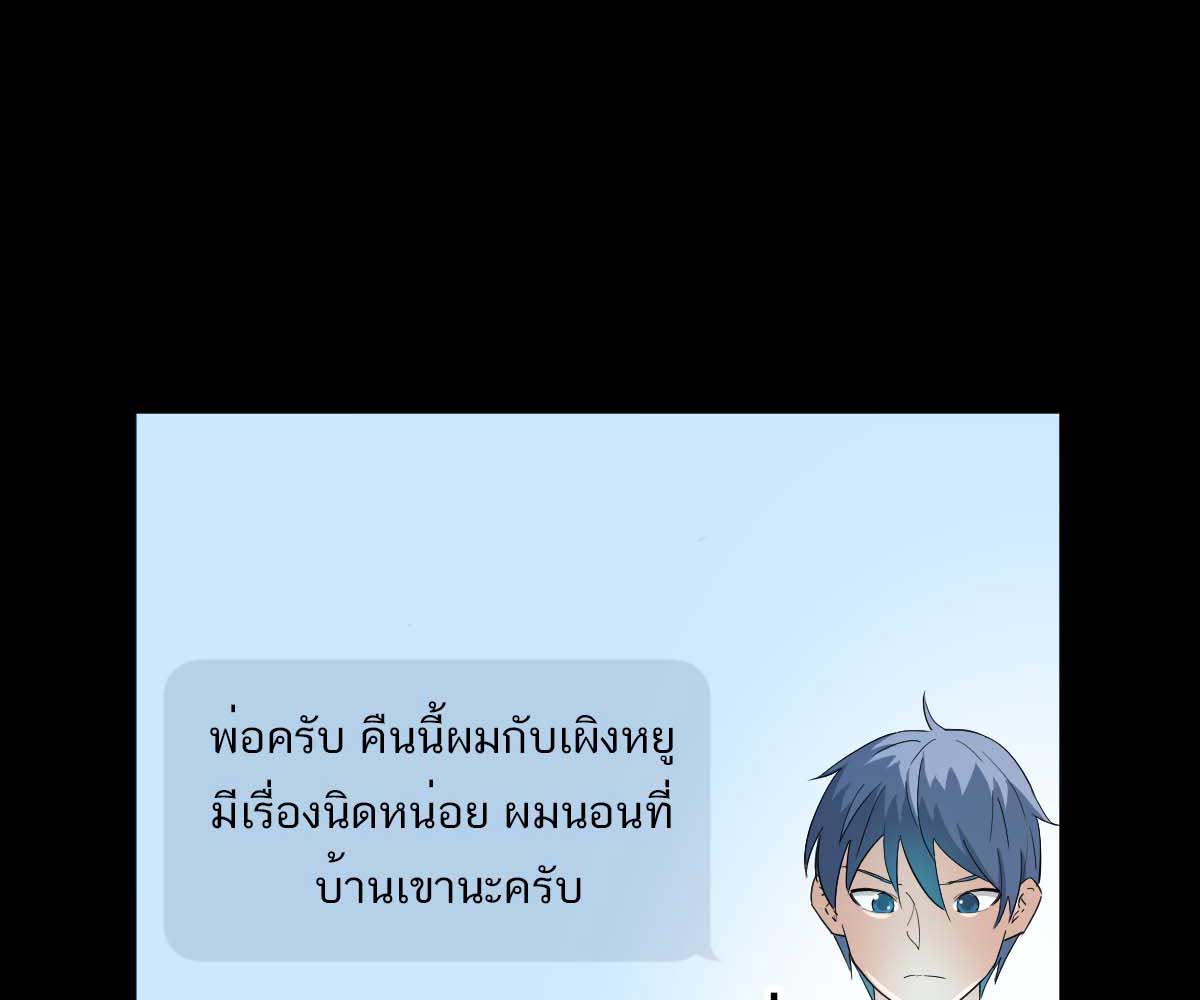 พ่อครับ คืนนี้ผมกับเผิงหยู
มีเรื่องนิดหน่อย ผมนอนที่
บ้านเขานะครับ